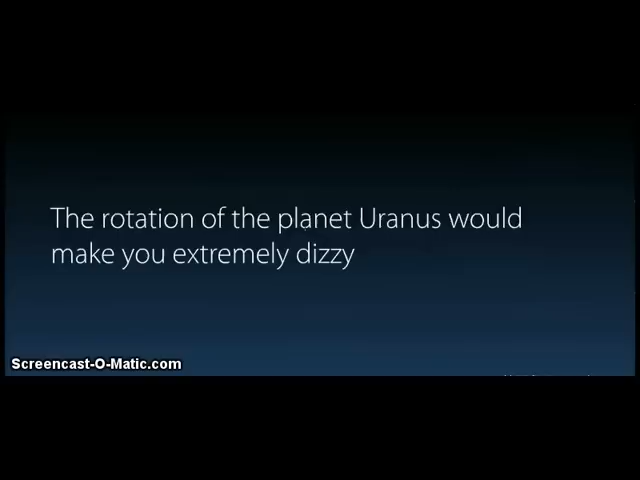 The rotation of the planet Uranus would
make you extremely dizzy
Screencast-O-Matic.com